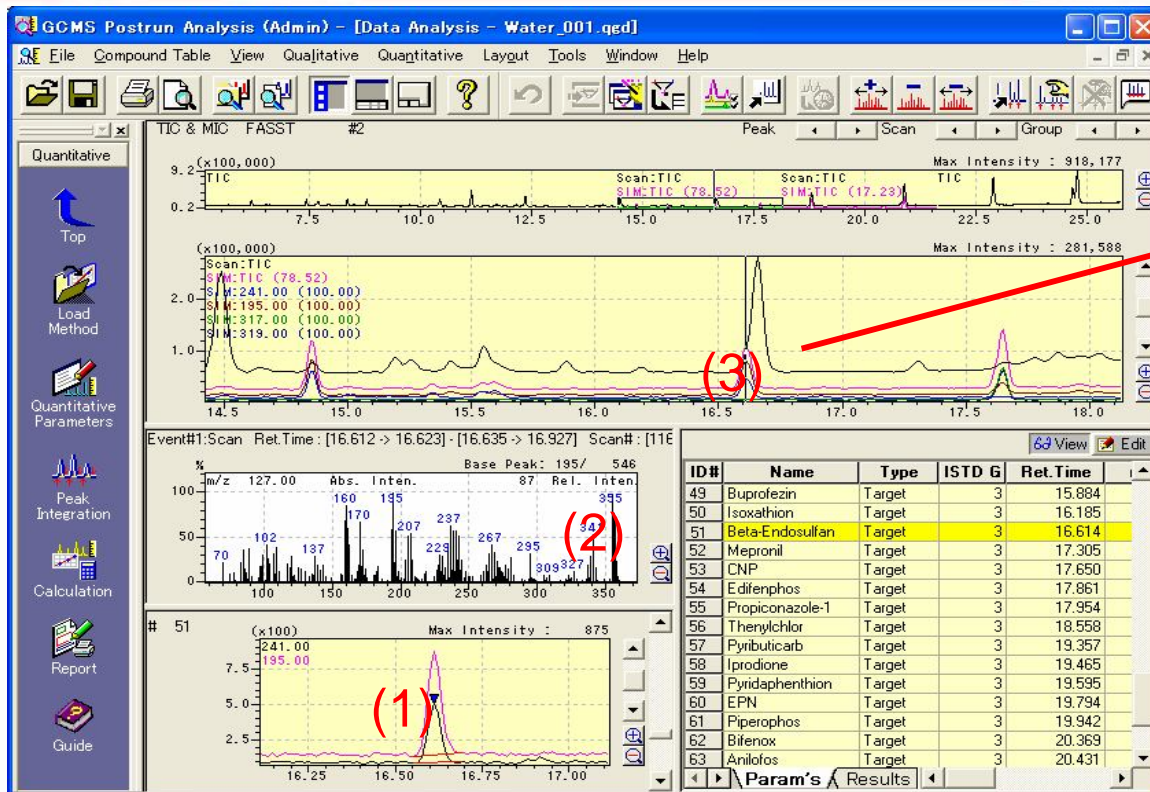 GCMS Postrun Analysis (Admin) - [Data Analysis - Water_001.qgd]
File Compound Table View Qualitative Quantitative Layout Tools Window Help
Quantitative
Top
Load
Method
Quantitative
Parameters
Peak
Integration
Calculation
Report
Guide
TIC & MIC FASST #2 Peak Scan Group
(x100,000) Max Intensity : 918,177
9.2
TIC Scan:TIC Scan:TIC TIC
SIM:TIC (78.52) SIM:TIC (17.23)
0.2
7.5 10.0 12.5 15.0 17.5 20.0 22.5 25.0
(x100,000) Max Intensity : 281,588
Scan:TIC
SIM:TIC (78.52)
SIM:241.00 (100.00)
2.0
SIM:195.00 (100.00)
SIM:317.00 (100.00)
SIM:319.00 (100.00)
1.0
(3)
14.5 15.0 15.5 16.0 16.5 17.0 17.5 18.0
Event#1:Scan Ret.Time : [16.612 -> 16.623] - [16.635 -> 16.927] Scan# : [116
% Base Peak: 195/ 546
100 m/z 127.00 Abs. Inten. 87 Rel. Inten.
160 195 355
170 207 237 341
(2)
50
70 102 137 229 267 295 309 327
0
100 150 200 250 300 350
# 51 (x100) Max Intensity : 875
241.00
195.00
7.5
5.0
(1)
2.5
16.25 16.50 16.75 17.00
View Edit
ID# Name Type ISTD G Ret.Time
49 Buprofezin Target 3 15.884
50 Isoxathion Target 3 16.185
51 Beta-Endosulfan Target 3 16.614
52 Mepronil Target 3 17.305
53 CNP Target 3 17.650
54 Edifenphos Target 3 17.861
55 Propiconazole-1 Target 3 17.954
56 Thenylchlor Target 3 18.558
57 Pyributicarb Target 3 19.357
58 Iprodione Target 3 19.465
59 Pyridaphenthion Target 3 19.595
60 EPN Target 3 19.794
61 Piperophos Target 3 19.942
62 Bifenox Target 3 20.369
63 Anilofos Target 3 20.431
Param's Results